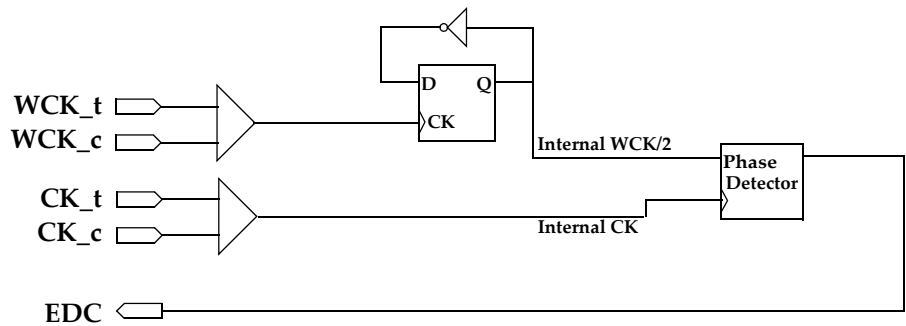 WCK_t
WCK_c
D Q
CK
Internal WCK/2
Phase
Detector
CK_t
CK_c
Internal CK
EDC